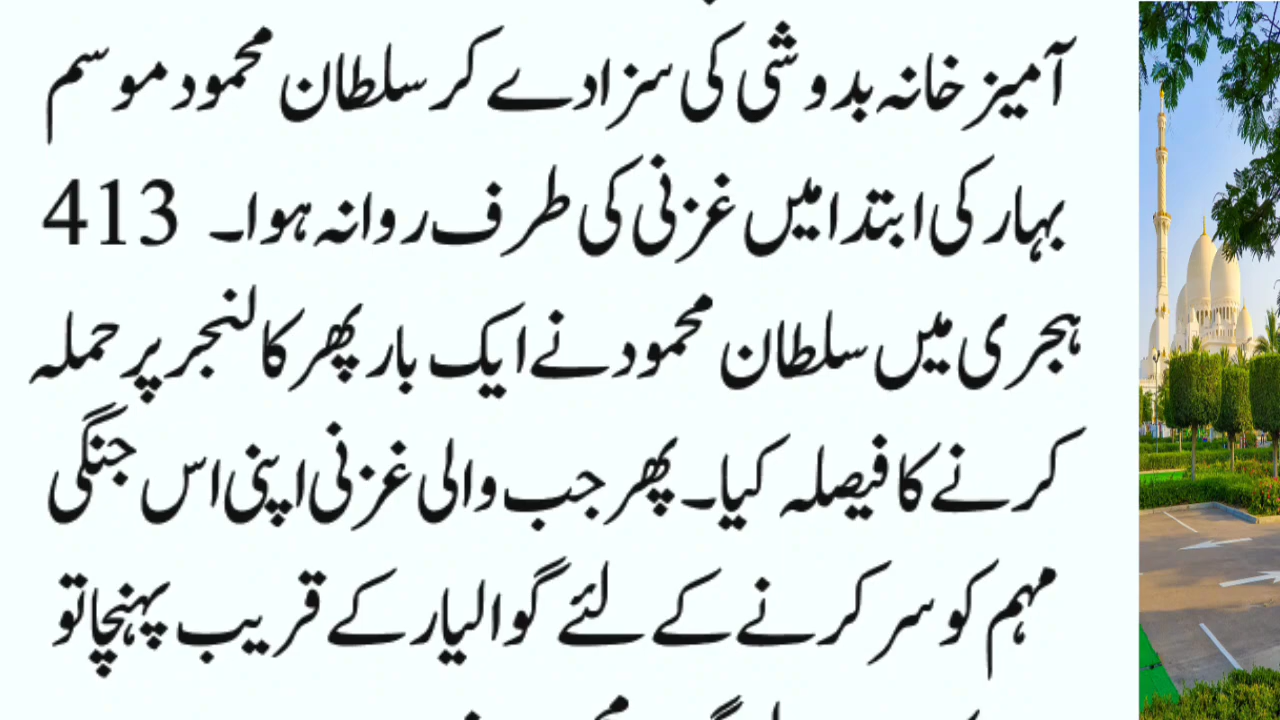 آمیز خانہ بدوشی کی سزا دے کر سلطان محمود موسم
بہار کی ابتدا میں غزنی کی طرف روانہ ہوا۔ 413
ہجری میں سلطان محمود نے ایک بار پھر کالنجر پر حملہ
کرنے کا فیصلہ کیا۔ پھر جب والی غزنی اپنی اس جنگی
مہم کو سر کرنے کے لئے گوالیار کے قریب پہنچا تو